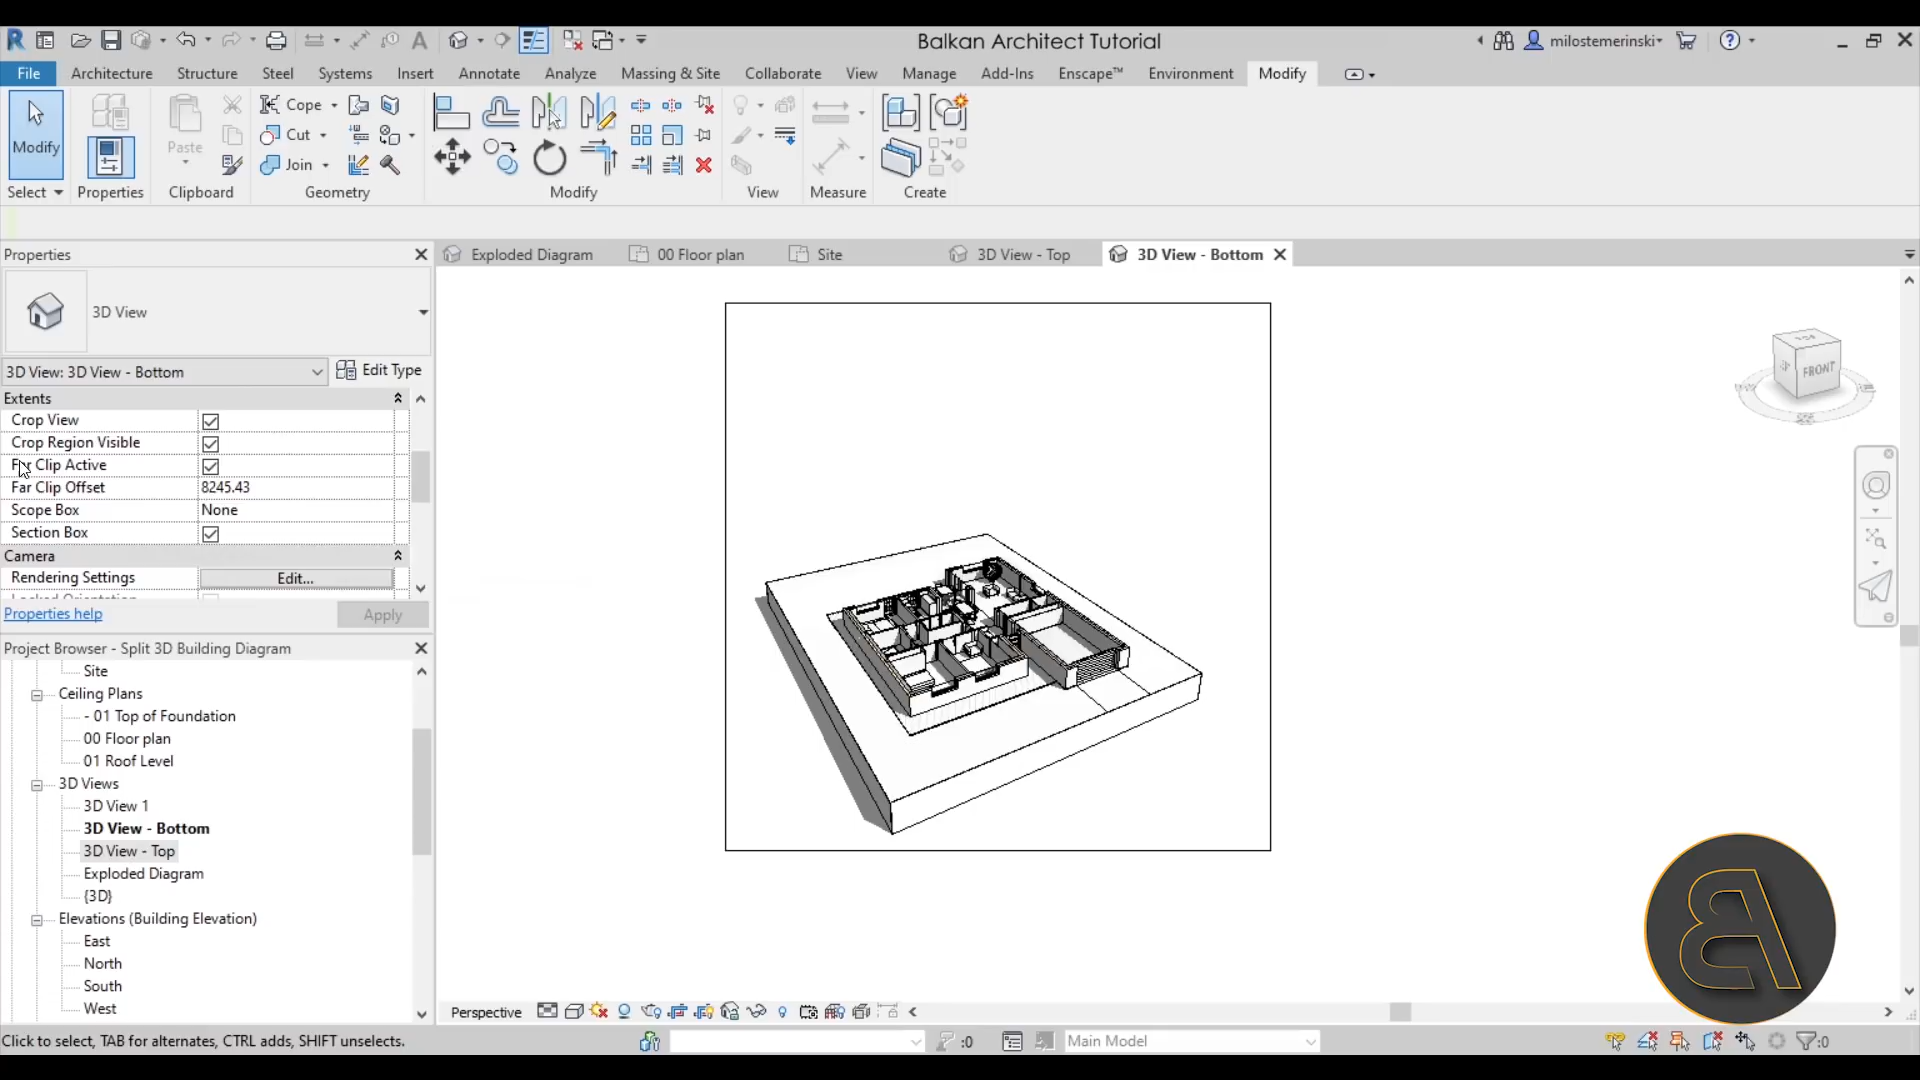 Balkan Architect Tutorial
milostemerinski
File
Architecture
Structure
Steel
Systems
Insert
Annotate
Analyze
Massing & Site
Collaborate
View
Manage
Add-Ins
Enscape™
Environment
Modify
Modify
Paste
Cope
Cut
Join
Select
Properties
Clipboard
Geometry
Modify
View
Measure
Create
Properties
3D View
3D View: 3D View - Bottom
Edit Type
Extents
Crop View
Crop Region Visible
Far Clip Active
Far Clip Offset
8245.43
Scope Box
None
Section Box
Camera
Rendering Settings
Edit...
Properties help
Apply
Project Browser - Split 3D Building Diagram
Site
Ceiling Plans
- 01 Top of Foundation
00 Floor plan
01 Roof Level
3D Views
3D View 1
3D View - Bottom
3D View - Top
Exploded Diagram
{3D}
Elevations (Building Elevation)
East
North
South
West
Exploded Diagram
00 Floor plan
Site
3D View - Top
3D View - Bottom
TOP
FRONT
Perspective
Click to select, TAB for alternates, CTRL adds, SHIFT unselects.
:0
Main Model
:0